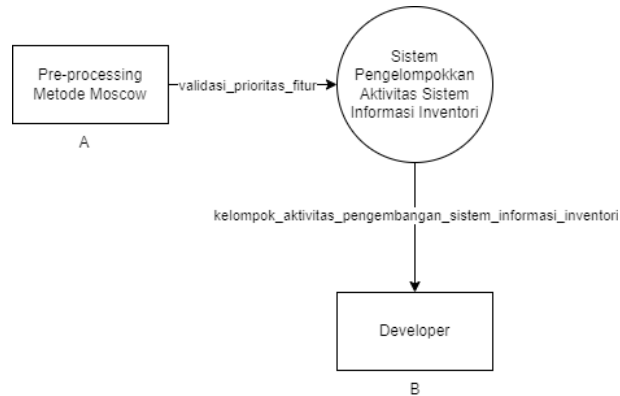 Pre-processing
Metode Moscow
A
validasi_prioritas_fitur
Sistem
Pengelompokkan
Aktivitas Sistem
Informasi Inventori
kelompok_aktivitas_pengembangan_sistem_informasi_inventori
Developer
B